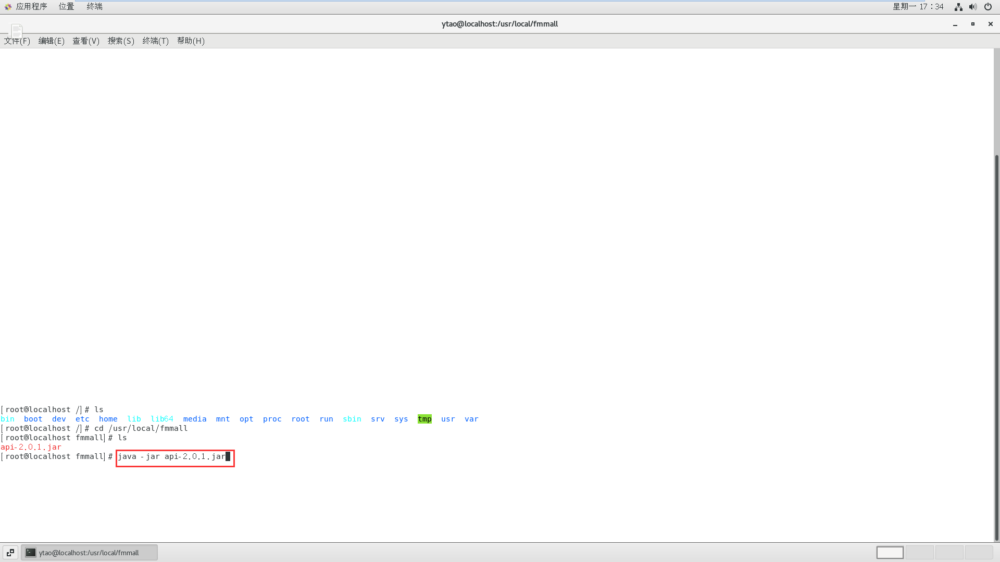 应用程序 位置 终端 星期一 17：34
ytao@localhost:/usr/local/fmmall
文件(F) 编辑(E) 查看(V) 搜索(S) 终端(T) 帮助(H)
[root@localhost /]# ls
bin boot dev etc home lib lib64 media mnt opt proc root run sbin srv sys tmp usr var
[root@localhost /]# cd /usr/local/fmmall
[root@localhost fmmall]# ls
api-2.0.1.jar
[root@localhost fmmall]# java -jar api-2.0.1.jar
ytao@localhost:/usr/local/fmmall